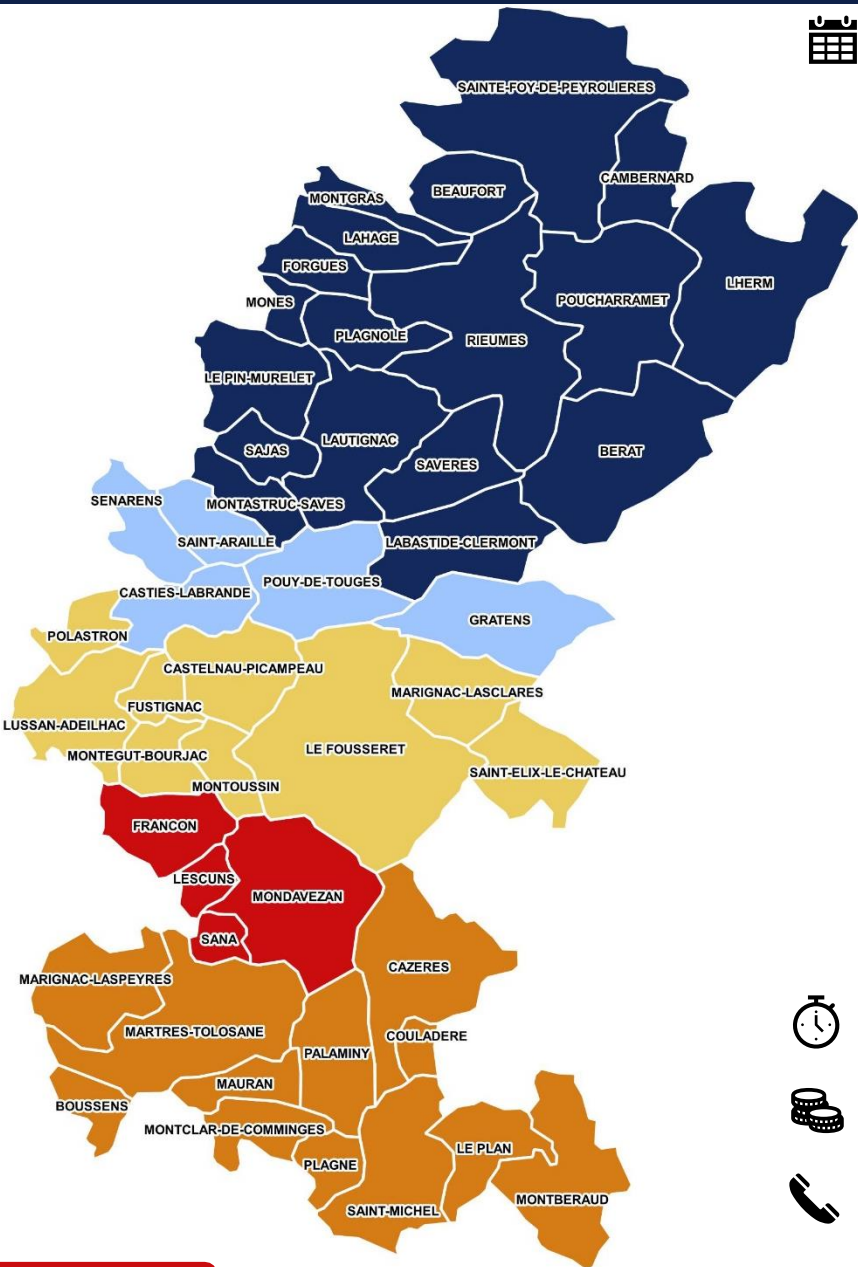 SAINTE-FOY-DE-PEYROLIERES
CAMBERNARD
BEAUFORT
MONTGRAS
LAHAGE
FORGUES
LHERM
MONES
POUCHARRAMET
PLAGNOLE
RIEUMES
LE PIN-MURELET
LAUTIGNAC
SAJAS
BERAT
SAVERES
SENARENS
MONTASTRUC-SAVES
SAINT-ARAILLE
LABASTIDE-CLERMONT
POUY-DE-TOUGES
CASTIES-LABRANDE
GRATENS
POLASTRON
CASTELNAU-PICAMPEAU
MARIGNAC-LASCLARES
FUSTIGNAC
LUSSAN-ADEILHAC
LE FOUSSERET
MONTEGUT-BOURJAC
SAINT-ELIX-LE-CHATEAU
MONTOUSSIN
FRANCON
LESCUNS
MONDAVEZAN
SANA
CAZERES
MARIGNAC-LASPEYRES
MARTRES-TOLOSANE
COULADERE
PALAMINY
MAURAN
BOUSSENS
MONTCLAR-DE-COMMINGES
LE PLAN
PLAGNE
MONTBERAUD
SAINT-MICHEL